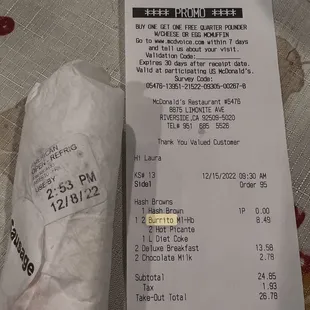 **** PROMO ****
BUY ONE GET ONE FREE QUARTER POUNDER
W/CHEESE OR EGG MCMUFFIN
Go to www.mcdvoice.com within 7 days
and tell us about your visit.
Validation Code:
Expires 30 days after receipt date.
Valid at participating US McDonald's.
Survey Code:
05476-13951-21522-09305-00267-8
McDonald's Restaurant #5476
8875 LIMONITE AVE
RIVERSIDE,CA 92509-5020
TEL# 951 685 5526
Thank You Valued Customer
Hi Laura
KS# 13 12/15/2022 09:30 AM
Side1 Order 95
Hash Browns
1 Hash Brown 1P 0.00
1 2 Burrito Ml-Hb 8.49
2 Hot Picante
1 L Diet Coke
2 Deluxe Breakfast 13.58
2 Chocolate Milk 2.78
Subtotal 24.85
Tax 1.93
Take-Out Total 26.78
REFRIG
USE BY
2:53 PM
12/8/22
Sausage